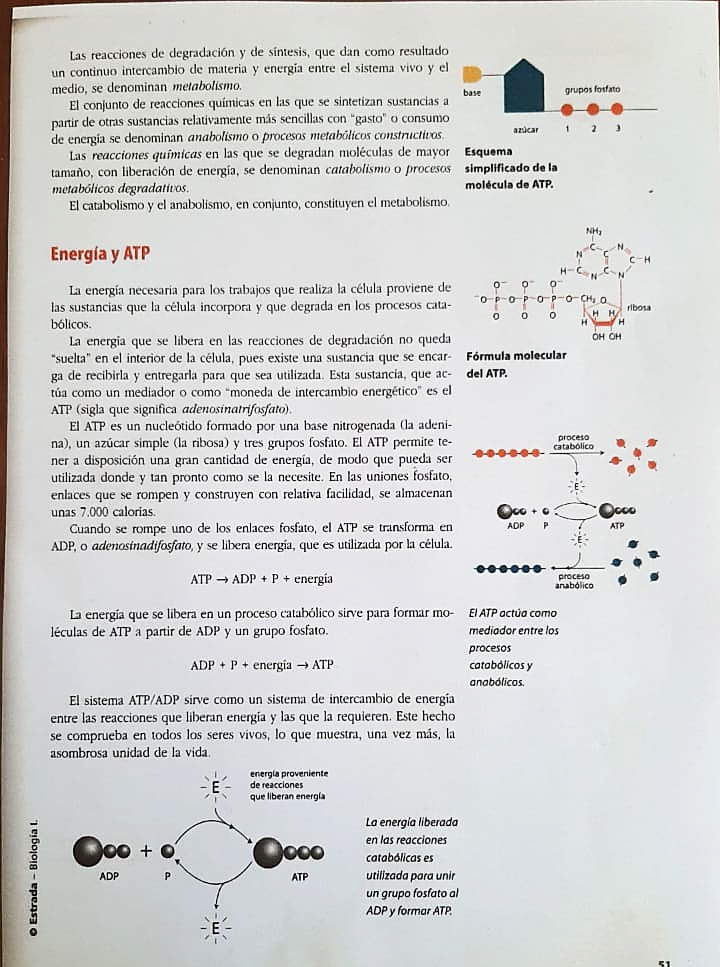 Las reacciones de degradación y de síntesis, que dan como resultado
un continuo intercambio de materia y energía entre el sistema vivo y el
medio, se denominan metabolismo.
El conjunto de reacciones químicas en las que se sintetizan sustancias a
partir de otras sustancias relativamente más sencillas con "gasto" o consumo
de energía se denominan anabolismo o procesos metabólicos constructivos.
Las reacciones químicas en las que se degradan moléculas de mayor
tamaño, con liberación de energía, se denominan catabolismo o procesos
metabólicos degradativos.
El catabolismo y el anabolismo, en conjunto, constituyen el metabolismo.
base
grupos fosfato
azúcar
1 2 3
Esquema
simplificado de la
molécula de ATP.
Energía y ATP
La energía necesaria para los trabajos que realiza la célula proviene de
las sustancias que la célula incorpora y que degrada en los procesos cata-
bólicos.
La energía que se libera en las reacciones de degradación no queda
"suelta" en el interior de la célula, pues existe una sustancia que se encar-
ga de recibirla y entregarla para que sea utilizada. Esta sustancia, que ac-
túa como un mediador o como "moneda de intercambio energético" es el
ATP (sigla que significa adenosinatrifosfato).
El ATP es un nucleótido formado por una base nitrogenada (la adeni-
na), un azúcar simple (la ribosa) y tres grupos fosfato. El ATP permite te-
ner a disposición una gran cantidad de energía, de modo que pueda ser
utilizada donde y tan pronto como se la necesite. En las uniones fosfato,
enlaces que se rompen y construyen con relativa facilidad, se almacenan
unas 7.000 calorías.
Cuando se rompe uno de los enlaces fosfato, el ATP se transforma en
ADP, o adenosinadifosfato, y se libera energía, que es utilizada por la célula.
ATP → ADP + P + energía
La energía que se libera en un proceso catabólico sirve para formar mo-
léculas de ATP a partir de ADP y un grupo fosfato.
ADP + P + energía → ATP
El sistema ATP/ADP sirve como un sistema de intercambio de energía
entre las reacciones que liberan energía y las que la requieren. Este hecho
se comprueba en todos los seres vivos, lo que muestra, una vez más, la
asombrosa unidad de la vida.
NH₂
N C C N
C-H
H-C N C N
O⁻ O⁻ O⁻
⁻O-P-O-P-O-P-O-CH₂ O
ribosa
O O O
H H H H
OH OH
Fórmula molecular
del ATP.
proceso
catabólico
E
+
ADP P ATP
E
proceso
anabólico
El ATP actúa como
mediador entre los
procesos
catabólicos y
anabólicos.
energía proveniente
de reacciones
que liberan energía
E
+
ADP P ATP
E
La energía liberada
en las reacciones
catabólicas es
utilizada para unir
un grupo fosfato al
ADP y formar ATP.
© Estrada – Biología I.
51